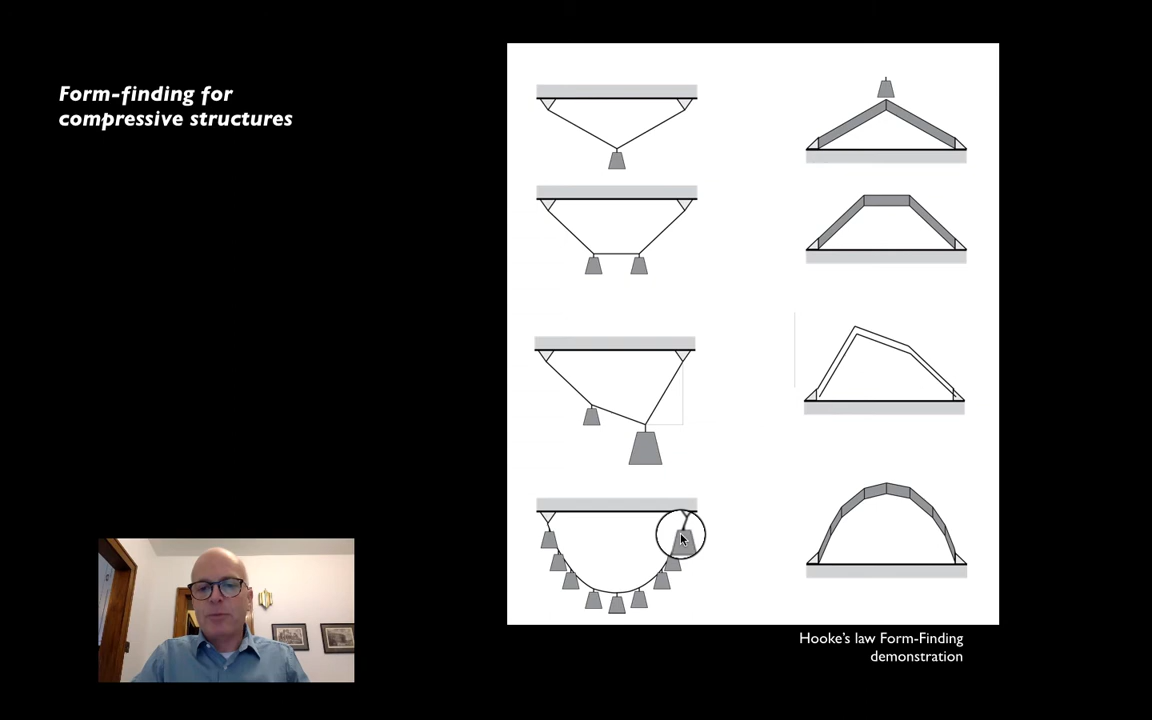 Form-finding for
compressive structures
Hooke's law Form-Finding
demonstration